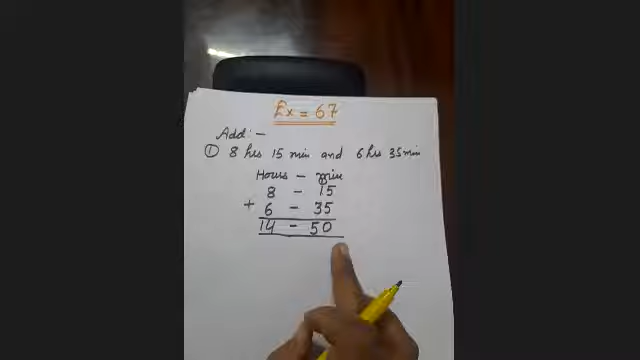 Ex = 67
Add:-
① 8 hrs 15 min and 6 hrs 35 min
Hours - min
8 - 15
+ 6 - 35
14 - 50